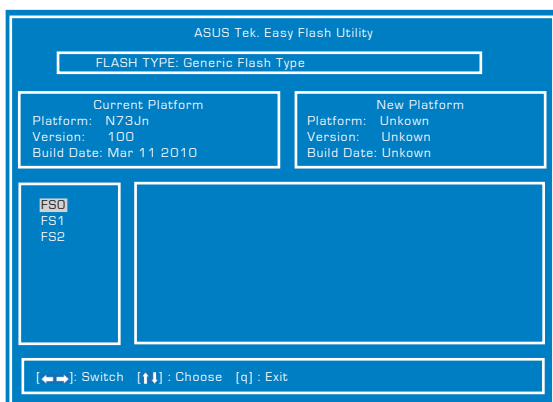 ASUS Tek. Easy Flash Utility
FLASH TYPE: Generic Flash Type
Current Platform
Platform: N73Jn
Version: 100
Build Date: Mar 11 2010
New Platform
Platform: Unkown
Version: Unkown
Build Date: Unkown
FS0
FS1
FS2
[←→]: Switch [↑↓] : Choose [q] : Exit